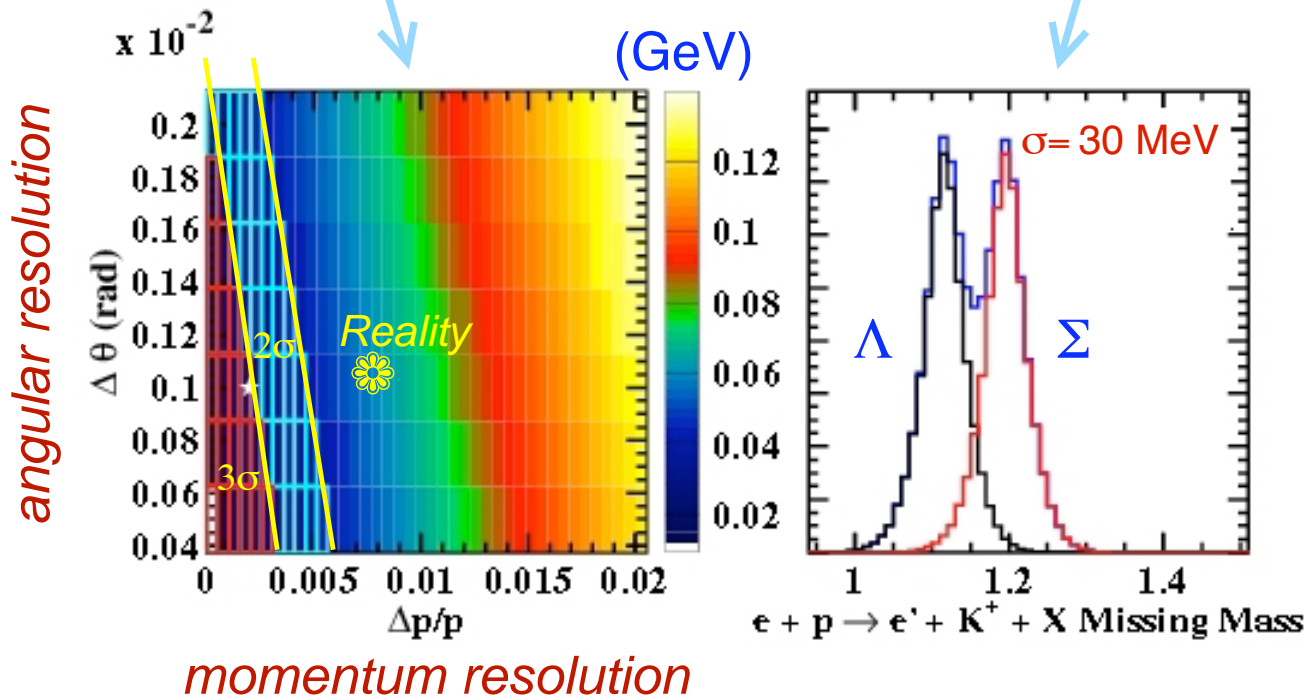 x 10⁻²
(GeV)
angular resolution
Δ θ (rad)
0.2
0.18
0.16
0.14
0.12
0.1
0.08
0.06
0.04
2σ
3σ
Reality
0 0.005 0.01 0.015 0.02
Δp/p
momentum resolution
0.12
0.1
0.08
0.06
0.04
0.02
σ= 30 MeV
Λ
Σ
1 1.2 1.4
e + p → e' + K⁺ + X Missing Mass